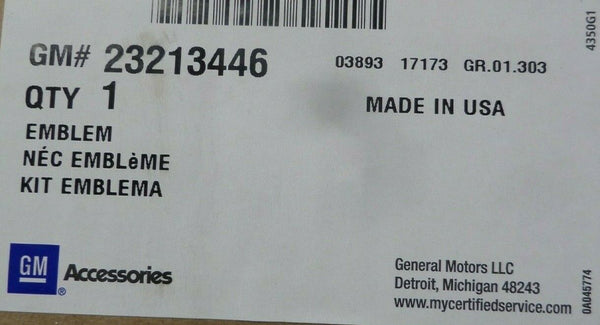 GM# 23213446
03893 17173 GR.01.303
QTY 1
MADE IN USA
EMBLEM
NÉC EMBLèME
KIT EMBLEMA
GM® Accessories
General Motors LLC
Detroit, Michigan 48243
www.mycertifiedservice.com
4350G1
0A045774